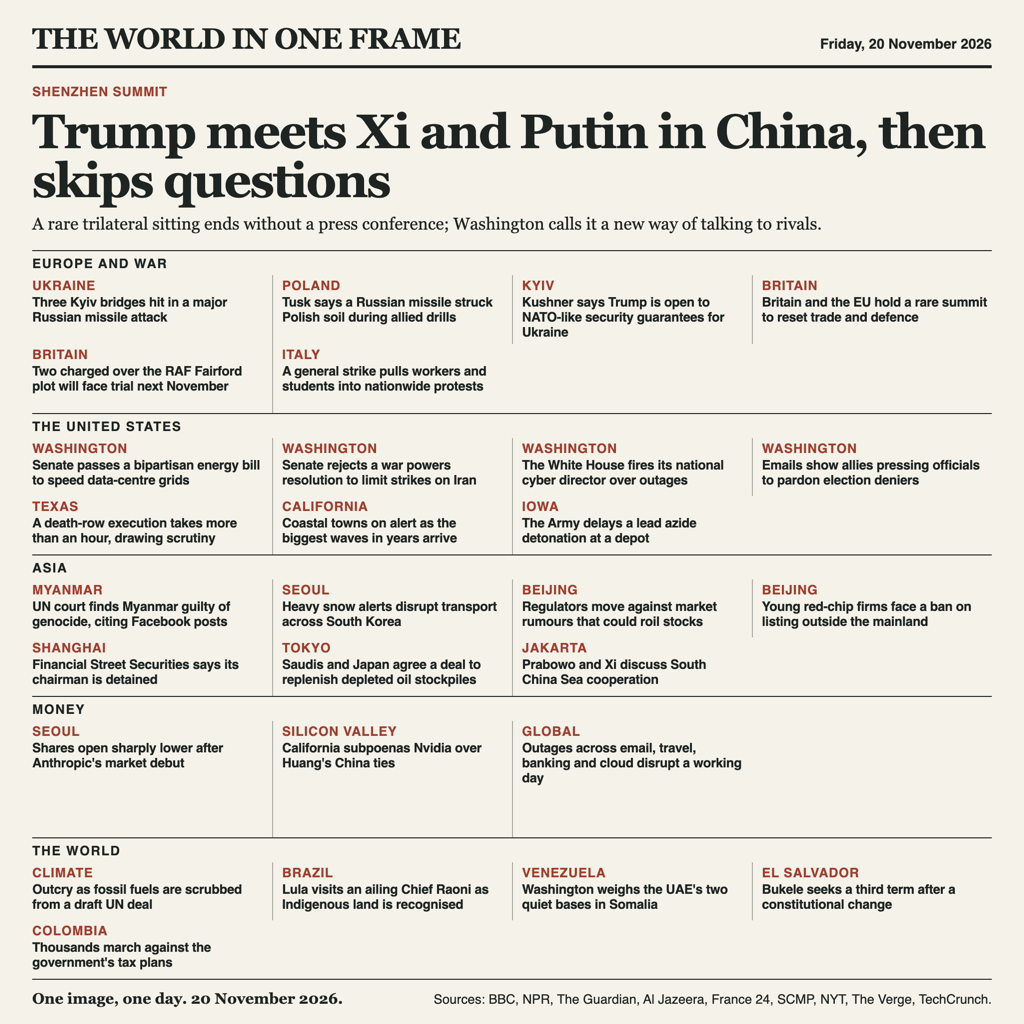 THE WORLD IN ONE FRAME
Friday, 20 November 2026
SHENZHEN SUMMIT
Trump meets Xi and Putin in China, then
skips questions
A rare trilateral sitting ends without a press conference; Washington calls it a new way of talking to rivals.
EUROPE AND WAR
UKRAINE
Three Kyiv bridges hit in a major
Russian missile attack
POLAND
Tusk says a Russian missile struck
Polish soil during allied drills
KYIV
Kushner says Trump is open to
NATO-like security guarantees for
Ukraine
BRITAIN
Britain and the EU hold a rare summit
to reset trade and defence
BRITAIN
Two charged over the RAF Fairford
plot will face trial next November
ITALY
A general strike pulls workers and
students into nationwide protests
THE UNITED STATES
WASHINGTON
Senate passes a bipartisan energy bill
to speed data-centre grids
WASHINGTON
Senate rejects a war powers
resolution to limit strikes on Iran
WASHINGTON
The White House fires its national
cyber director over outages
WASHINGTON
Emails show allies pressing officials
to pardon election deniers
TEXAS
A death-row execution takes more
than an hour, drawing scrutiny
CALIFORNIA
Coastal towns on alert as the
biggest waves in years arrive
IOWA
The Army delays a lead azide
detonation at a depot
ASIA
MYANMAR
UN court finds Myanmar guilty of
genocide, citing Facebook posts
SEOUL
Heavy snow alerts disrupt transport
across South Korea
BEIJING
Regulators move against market
rumours that could roil stocks
BEIJING
Young red-chip firms face a ban on
listing outside the mainland
SHANGHAI
Financial Street Securities says its
chairman is detained
TOKYO
Saudis and Japan agree a deal to
replenish depleted oil stockpiles
JAKARTA
Prabowo and Xi discuss South
China Sea cooperation
MONEY
SEOUL
Shares open sharply lower after
Anthropic's market debut
SILICON VALLEY
California subpoenas Nvidia over
Huang's China ties
GLOBAL
Outages across email, travel,
banking and cloud disrupt a working
day
THE WORLD
CLIMATE
Outcry as fossil fuels are scrubbed
from a draft UN deal
BRAZIL
Lula visits an ailing Chief Raoni as
Indigenous land is recognised
VENEZUELA
Washington weighs the UAE's two
quiet bases in Somalia
EL SALVADOR
Bukele seeks a third term after a
constitutional change
COLOMBIA
Thousands march against the
government's tax plans
One image, one day. 20 November 2026.
Sources: BBC, NPR, The Guardian, Al Jazeera, France 24, SCMP, NYT, The Verge, TechCrunch.